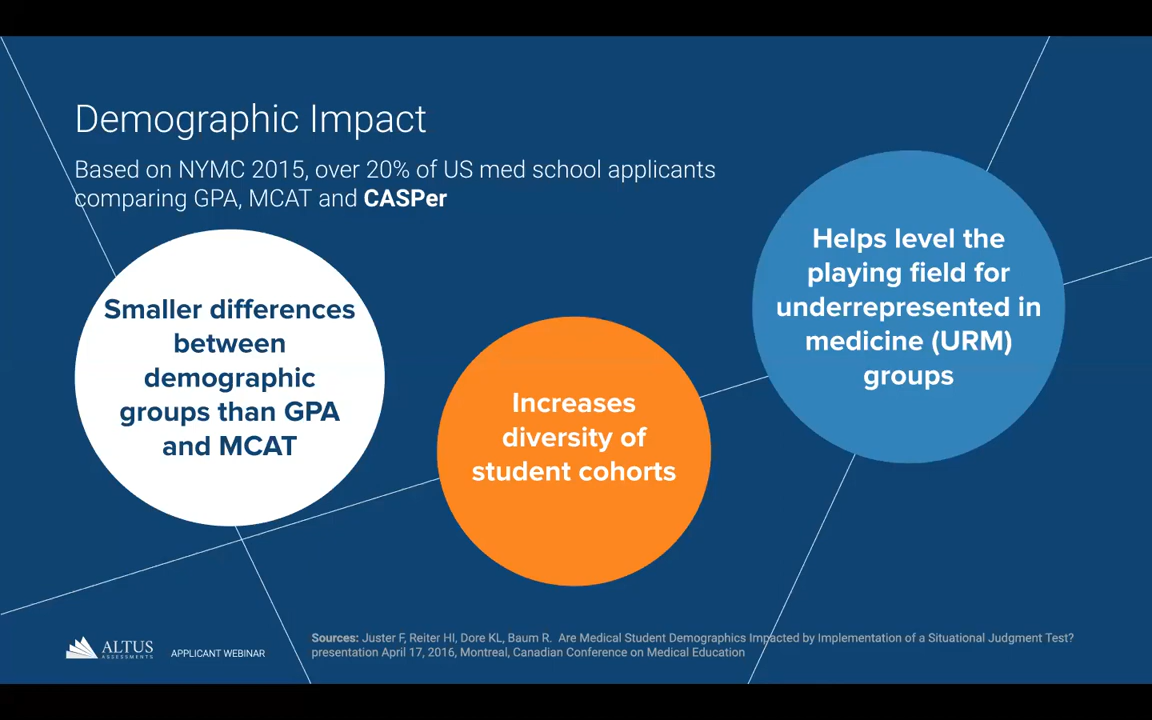 Demographic Impact
Based on NYMC 2015, over 20% of US med school applicants
comparing GPA, MCAT and CASPer
Smaller differences
between
demographic
groups than GPA
and MCAT
Increases
diversity of
student cohorts
Helps level the
playing field for
underrepresented in
medicine (URM)
groups
ALTUS
ASSESSMENTS
APPLICANT WEBINAR
Sources: Juster F, Reiter HI, Dore KL, Baum R. Are Medical Student Demographics Impacted by Implementation of a Situational Judgment Test?
presentation April 17, 2016, Montreal, Canadian Conference on Medical Education